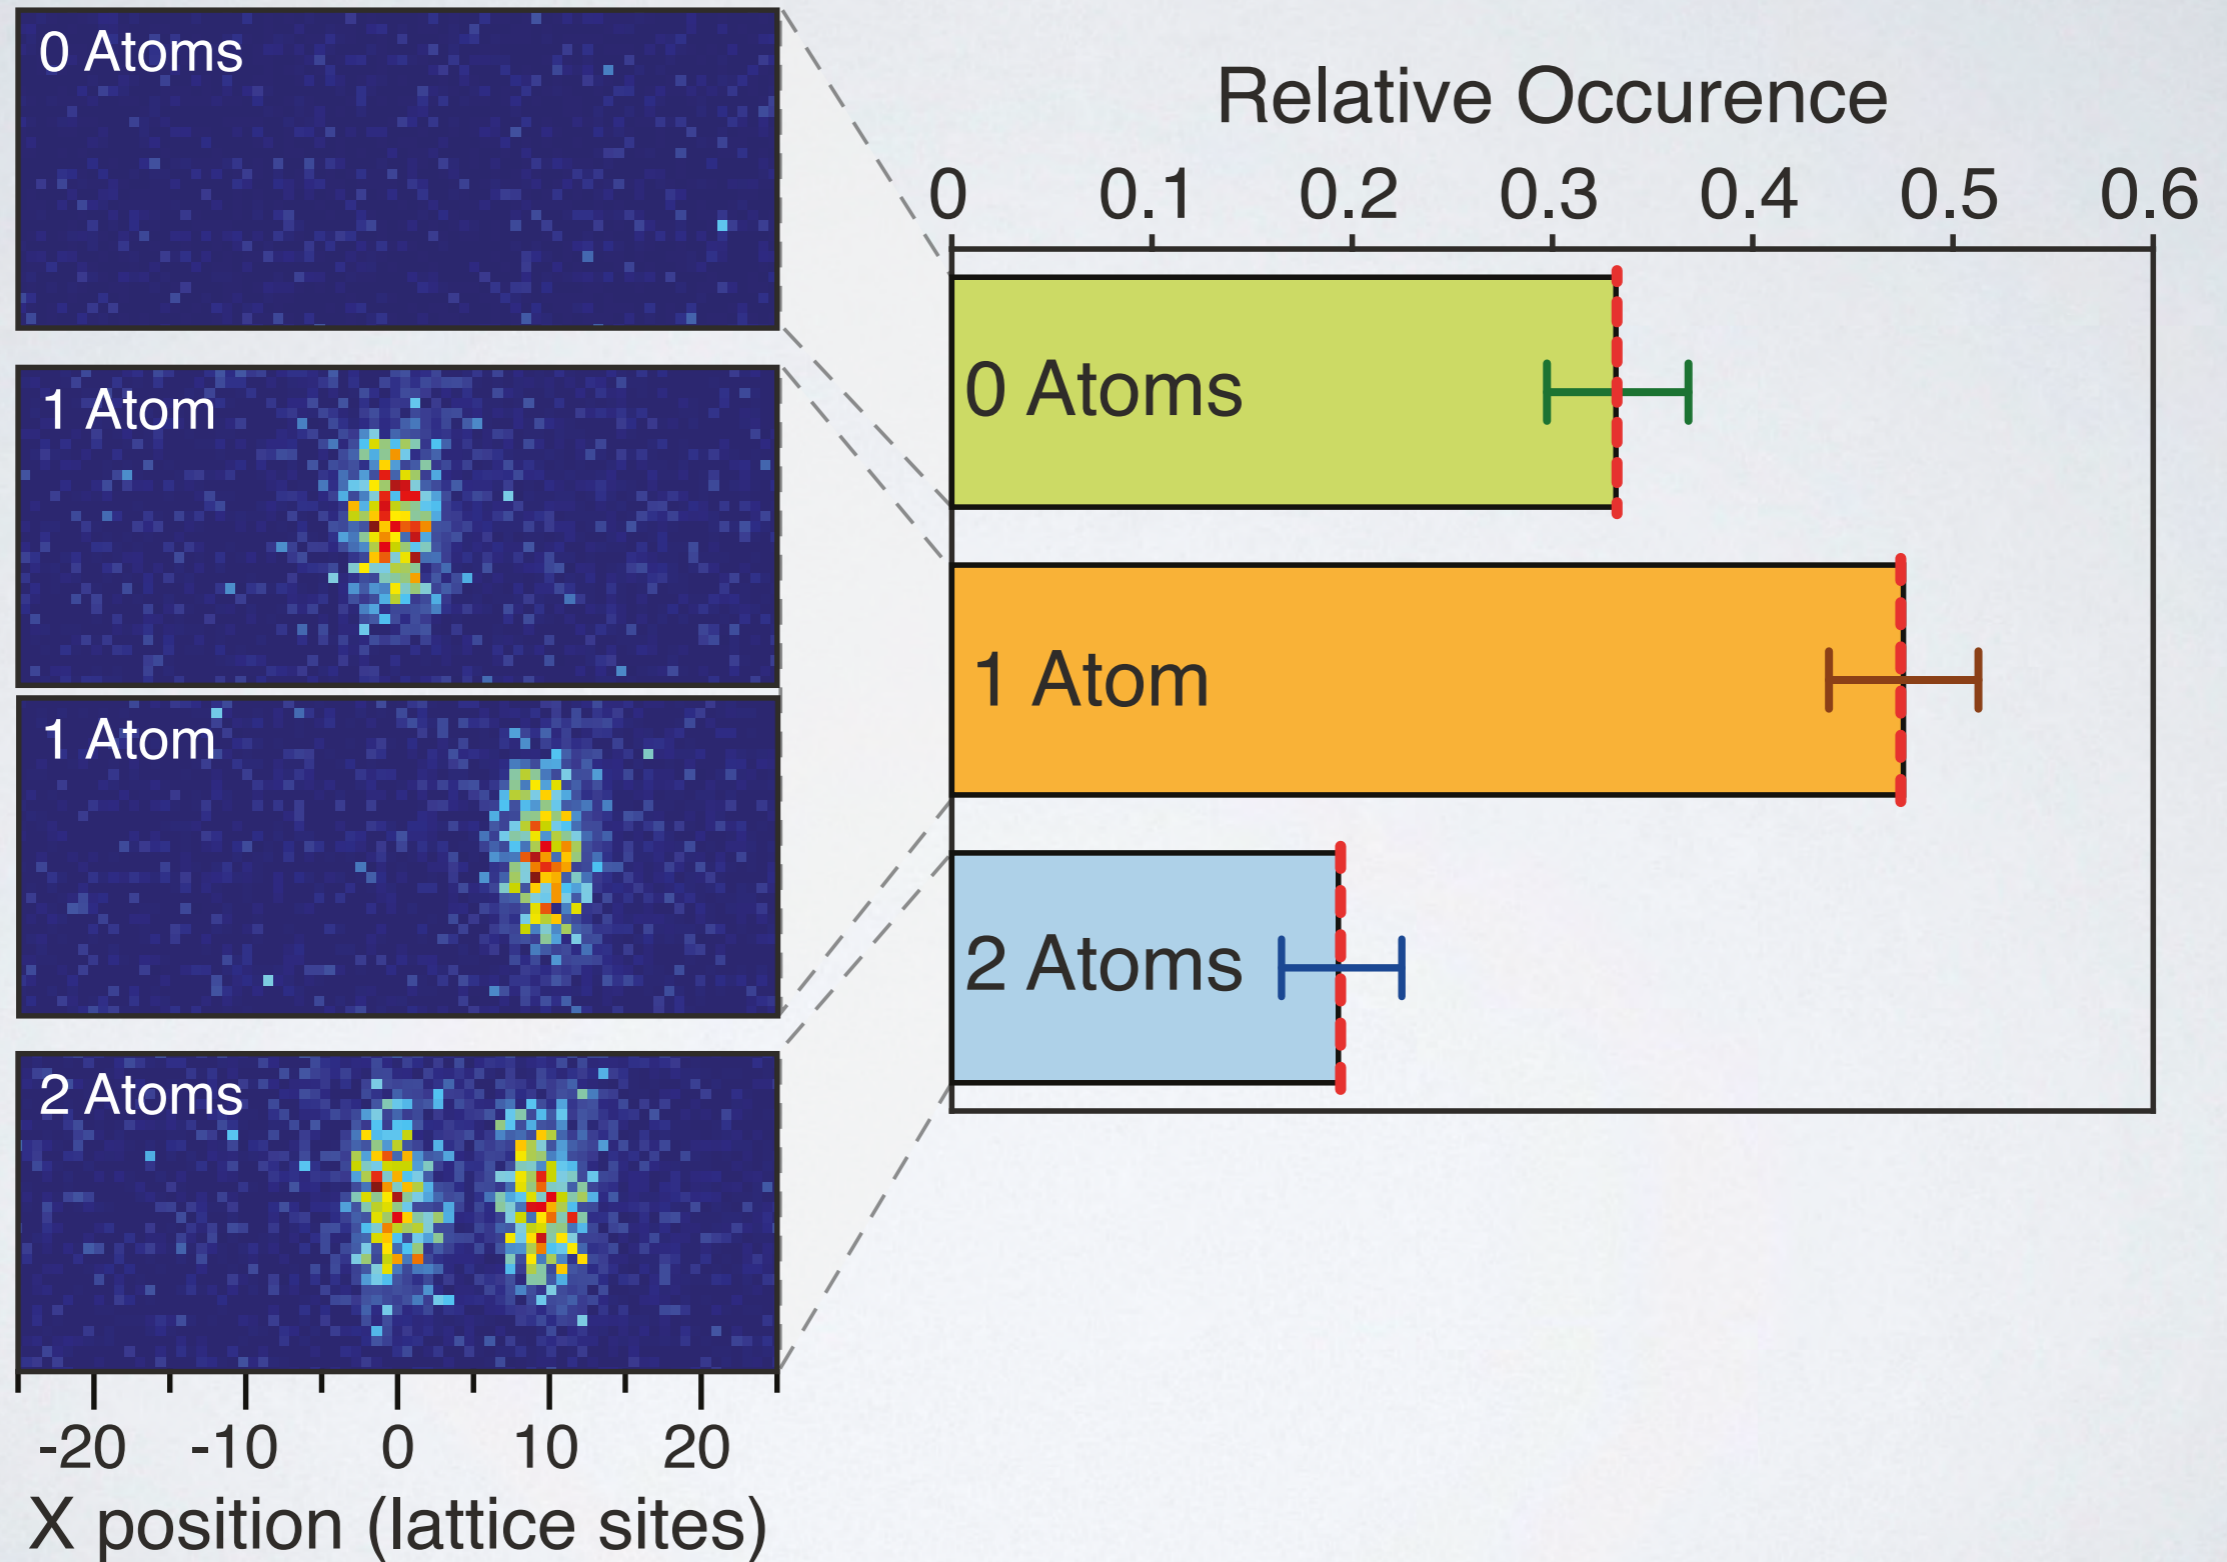 0 Atoms
1 Atom
1 Atom
2 Atoms
-20 -10 0 10 20
X position (lattice sites)
Relative Occurence
0 0.1 0.2 0.3 0.4 0.5 0.6
0 Atoms
1 Atom
2 Atoms